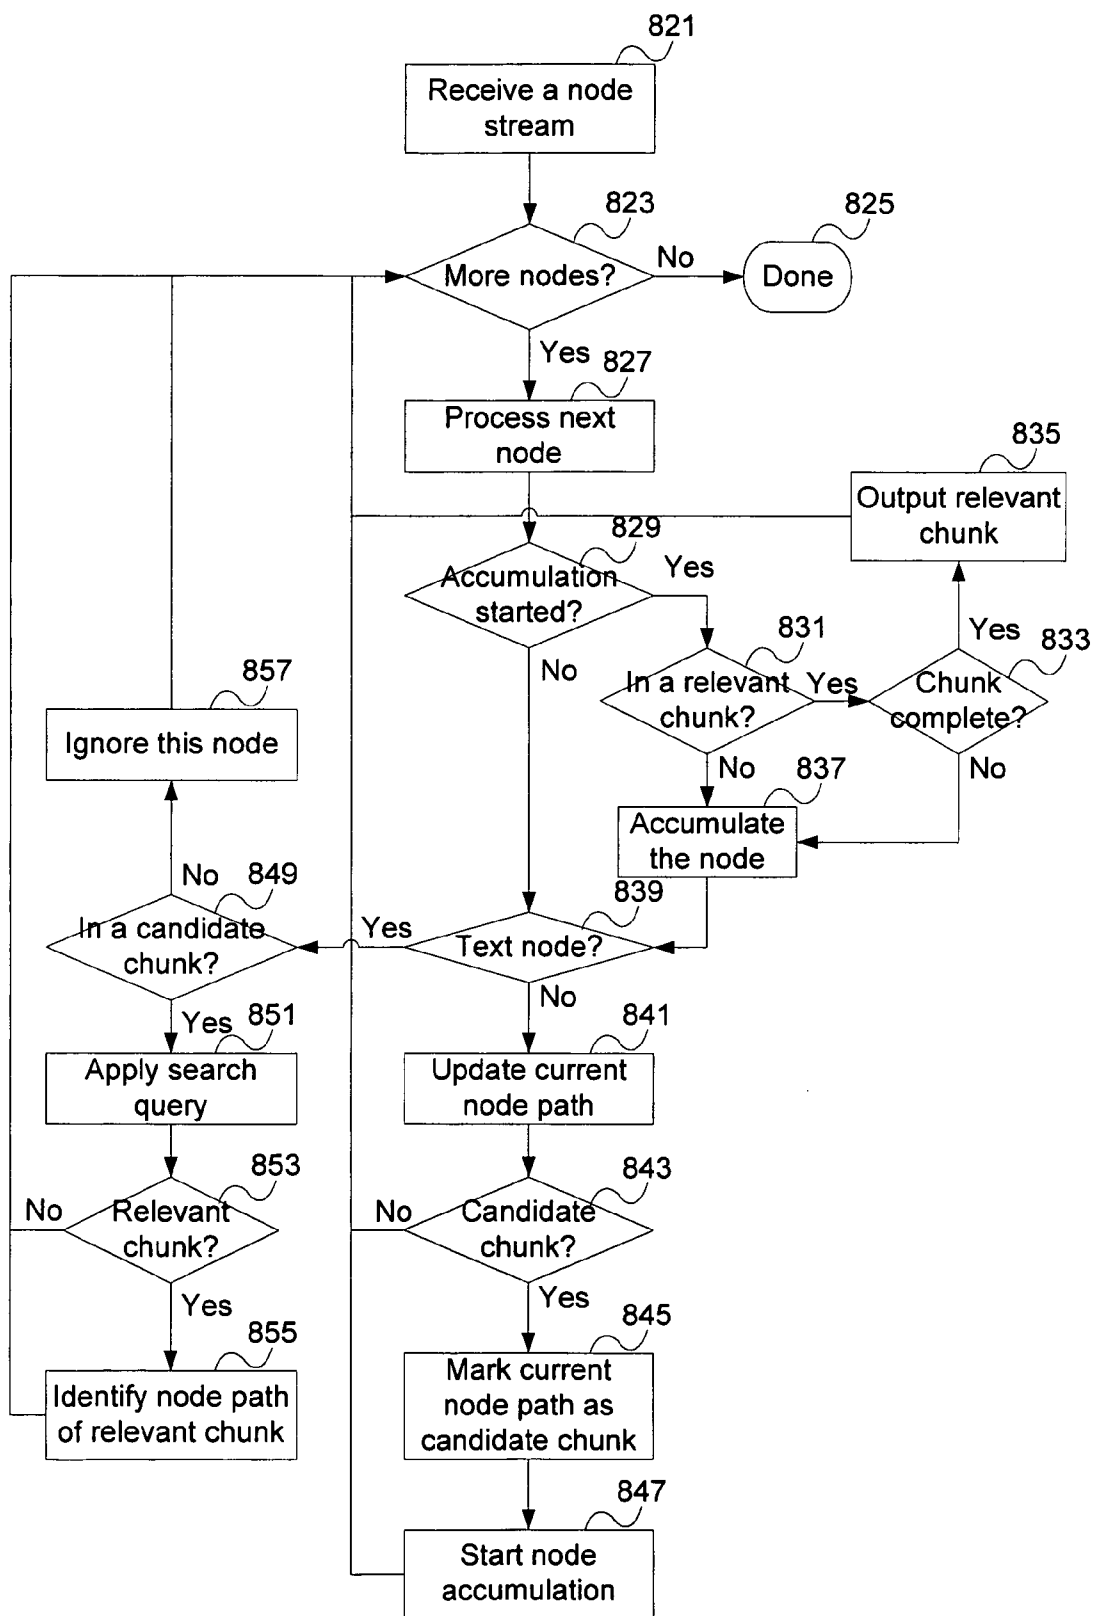 821
Receive a node
stream
823
825
More nodes?
No
Done
Yes
827
Process next
node
835
Output relevant
chunk
829
Accumulation
started?
Yes
831
Yes
833
No
In a relevant
chunk?
Yes
Chunk
complete?
857
Ignore this node
No
No
837
Accumulate
the node
No
849
839
In a candidate
chunk?
Yes
Text node?
No
Yes
851
841
Apply search
query
Update current
node path
853
843
No
Relevant
chunk?
No
Candidate
chunk?
Yes
Yes
855
845
Identify node path
of relevant chunk
Mark current
node path as
candidate chunk
847
Start node
accumulation